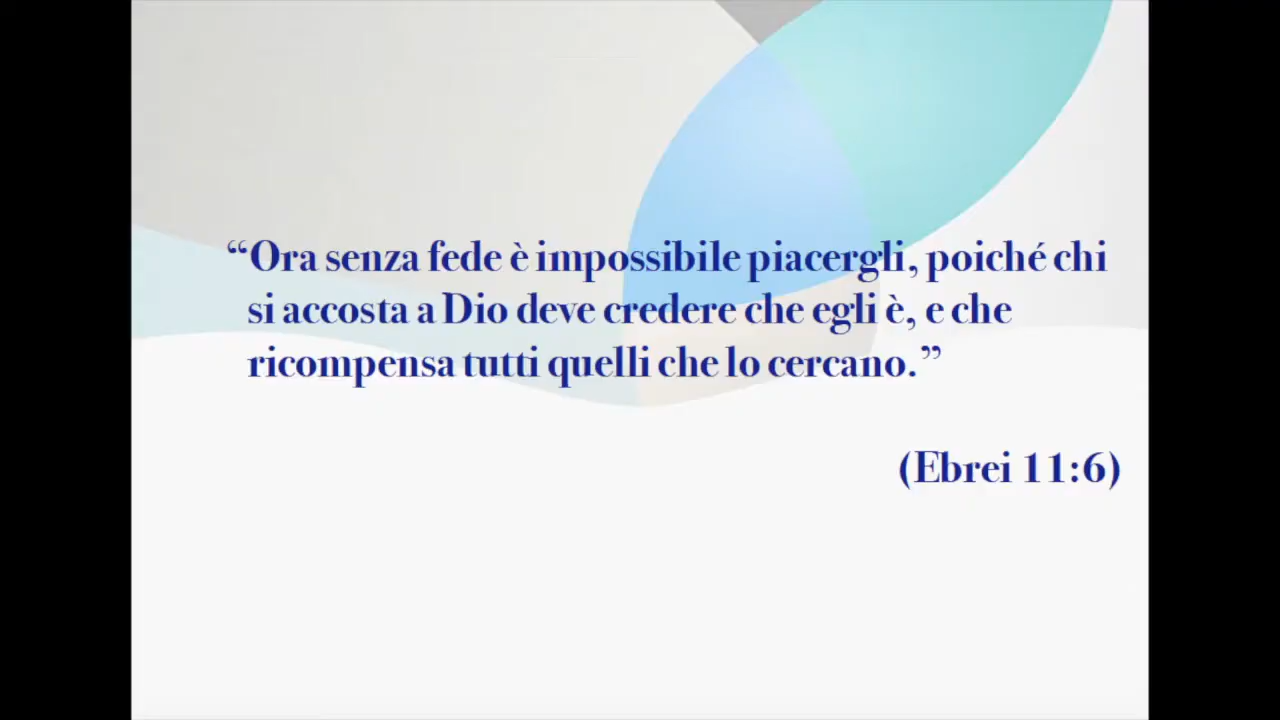 “Ora senza fede è impossibile piacergli, poiché chi
si accosta a Dio deve credere che egli è, e che
ricompensa tutti quelli che lo cercano.”
(Ebrei 11:6)